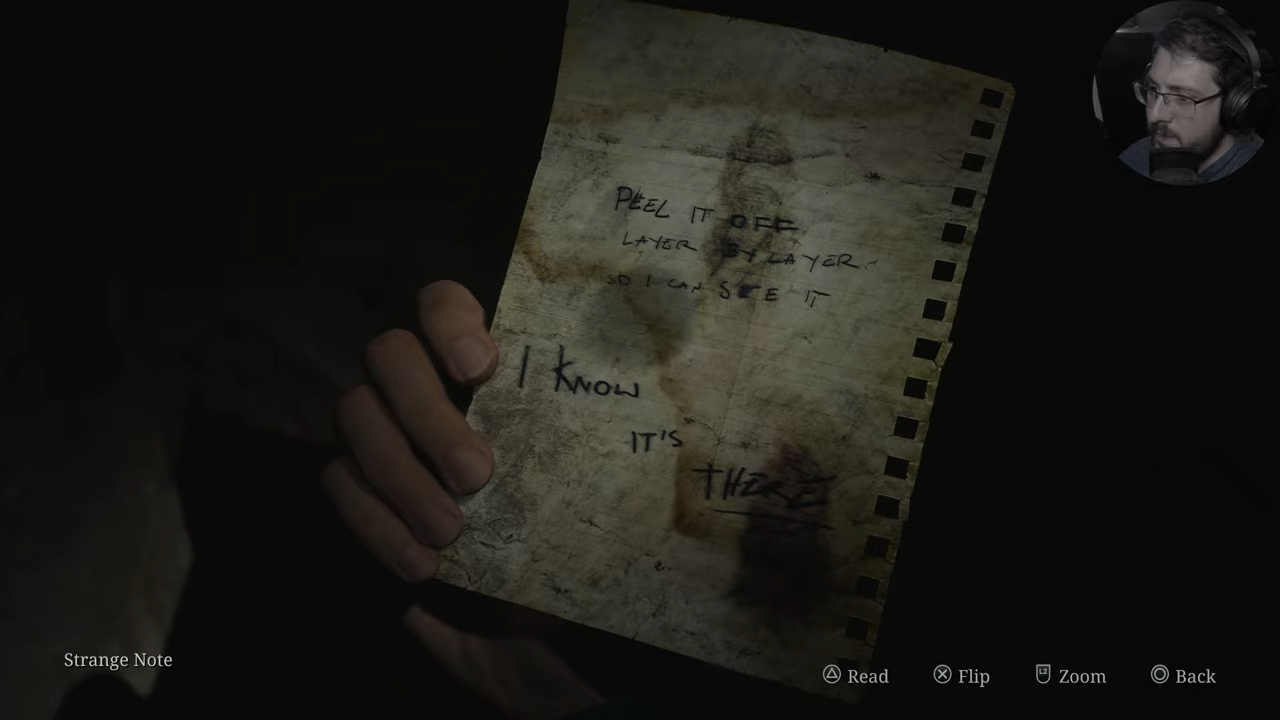 PEEL IT OFF
LAYER BY LAYER
SO I CAN SEE IT
I KNOW
IT'S
THERE
Strange Note
Read
Flip
L2
Zoom
Back